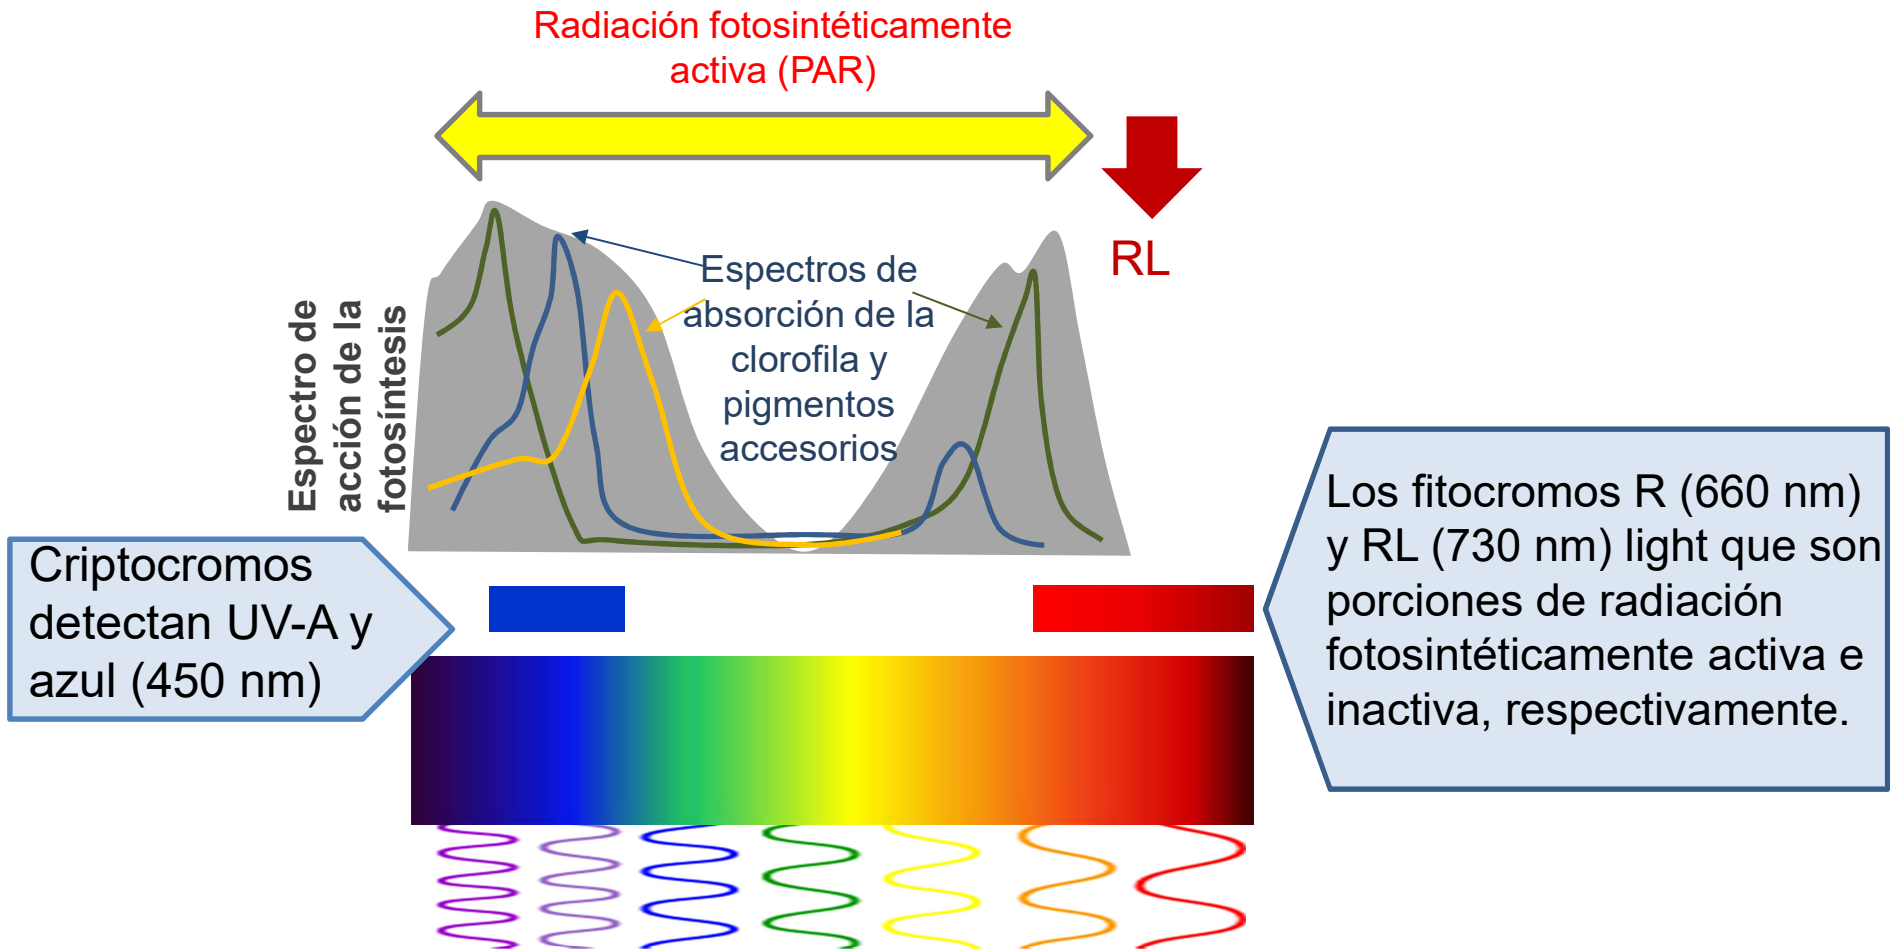 Radiación fotosintéticamente
activa (PAR)
RL
Espectros de
absorción de la
clorofila y
pigmentos
accesorios
Espectro de
acción de la
fotosíntesis
Criptocromos
detectan UV-A y
azul (450 nm)
Los fitocromos R (660 nm)
y RL (730 nm) light que son
porciones de radiación
fotosintéticamente activa e
inactiva, respectivamente.